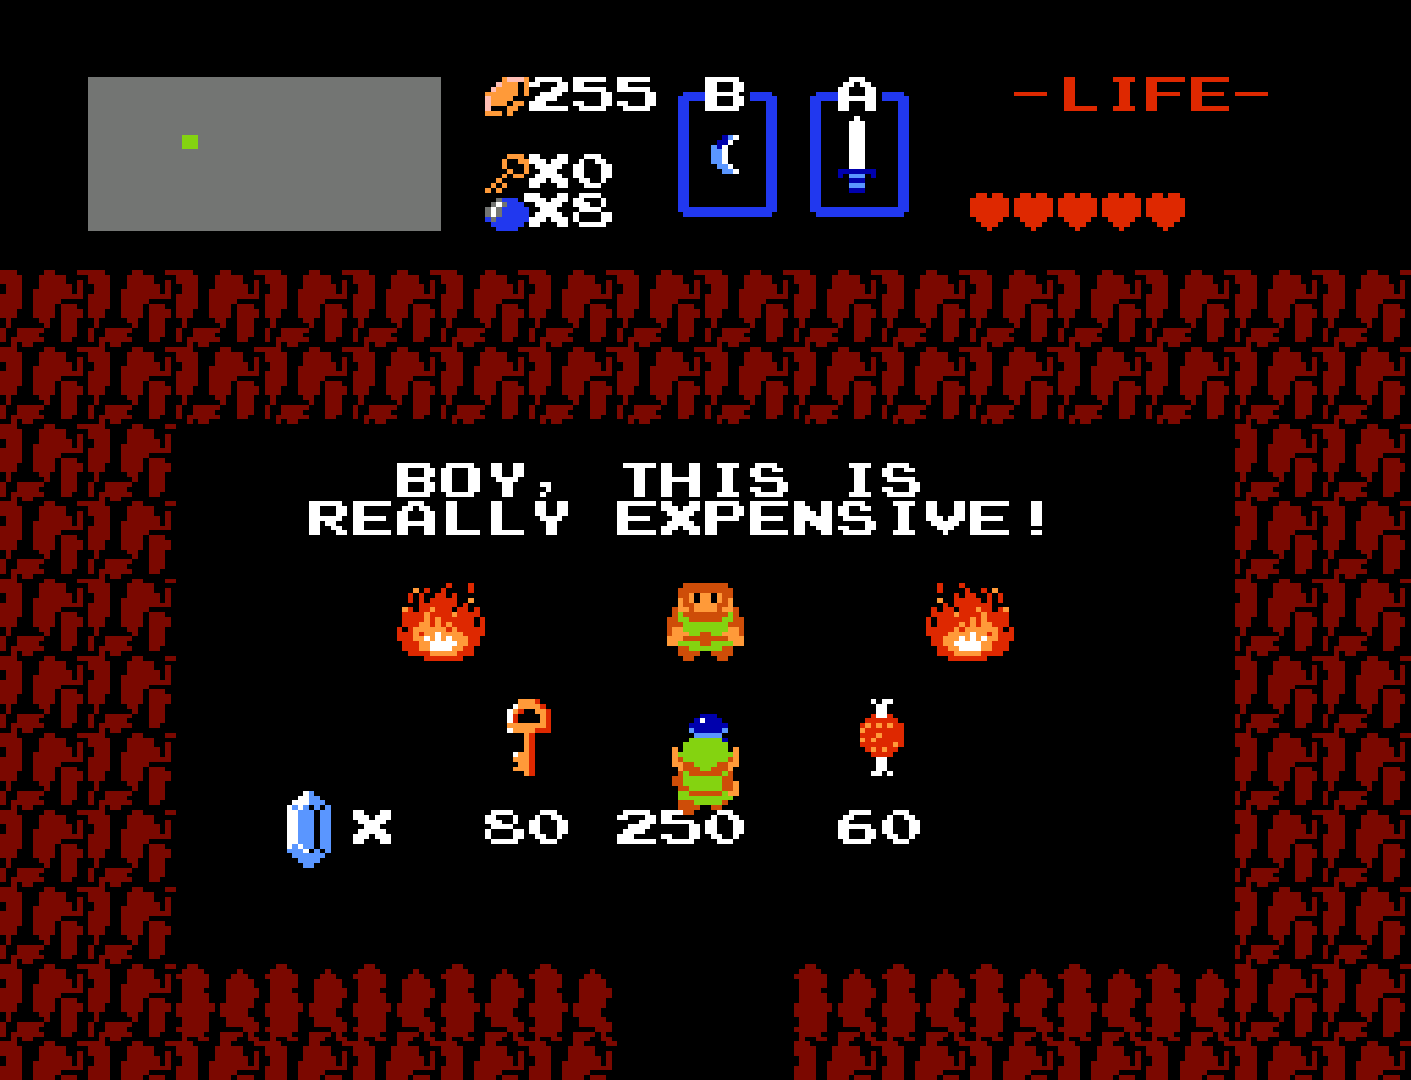 255
B
A
-LIFE-
X0
X8
BOY, THIS IS
REALLY EXPENSIVE!
X 80 250 60